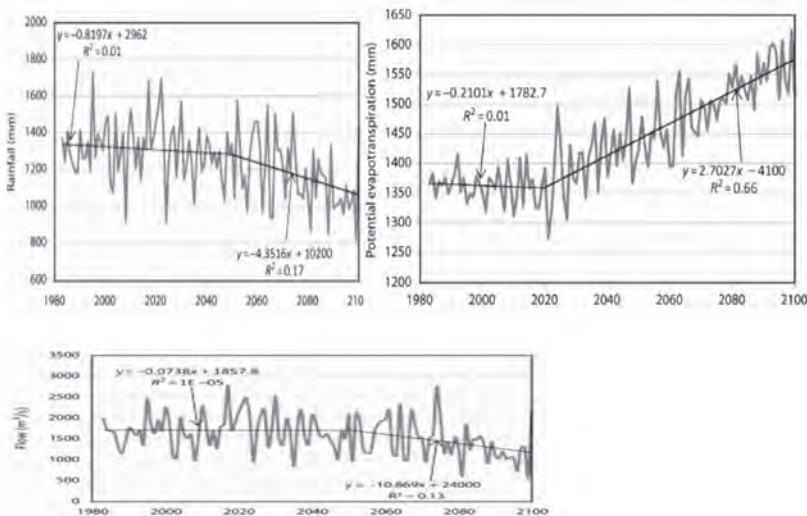 2000
y=−0.8197x + 2962
R² = 0.01
1800
1600
1400
1200
1000
800
600
Rainfall (mm)
y=−4.3516x + 10200
R² = 0.17
1980 2000 2020 2040 2060 2080 2100
1650
1600
1550
1500
1450
1400
1350
1300
1250
1200
Potential evapotranspiration (mm)
y=−0.2101x + 1782.7
R² = 0.01
2.7027x − 4100
R² = 0.66
1980 2000 2020 2040 2060 2080 2100
3500
3000
2500
2000
1500
1000
500
0
Flow (m³/s)
y = −0.0738x + 1857.8
R² = 1E −05
y = −10.869x + 24000
R² = 0.13
1980 2000 2020 2040 2060 2080 2100